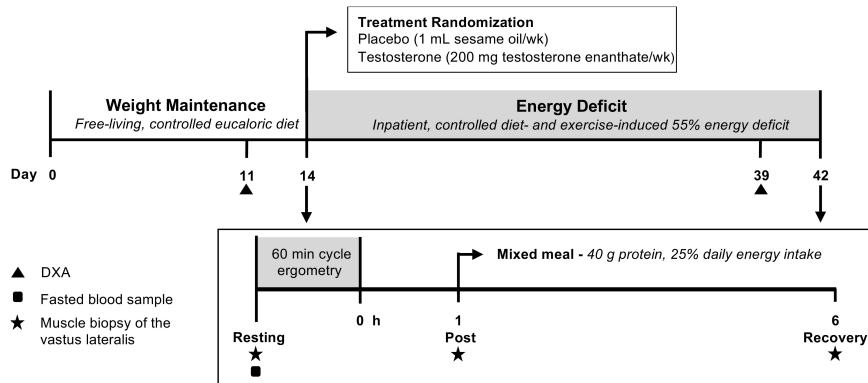 Treatment Randomization
Placebo (1 mL sesame oil/wk)
Testosterone (200 mg testosterone enanthate/wk)
Weight Maintenance
Free-living, controlled eucaloric diet
Energy Deficit
Inpatient, controlled diet- and exercise-induced 55% energy deficit
Day 0 11 14 39 42
60 min cycle
ergometry
Mixed meal - 40 g protein, 25% daily energy intake
0 h 1 6
Resting Post Recovery
DXA
Fasted blood sample
Muscle biopsy of the
vastus lateralis